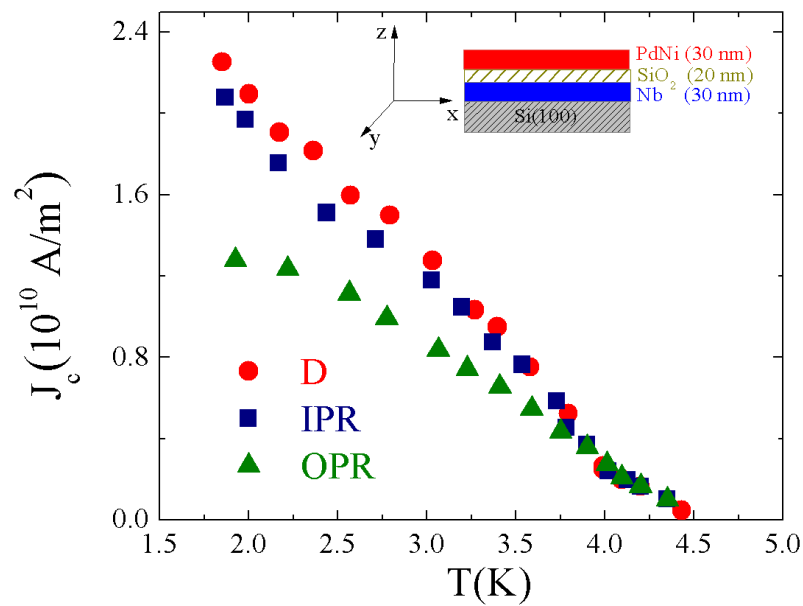 2.4
1.6
0.8
0.0
J_c (10^10 A/m^2)
z
x
y
PdNi (30 nm)
SiO_2 (20 nm)
Nb (30 nm)
Si(100)
D
IPR
OPR
1.5 2.0 2.5 3.0 3.5 4.0 4.5 5.0
T(K)